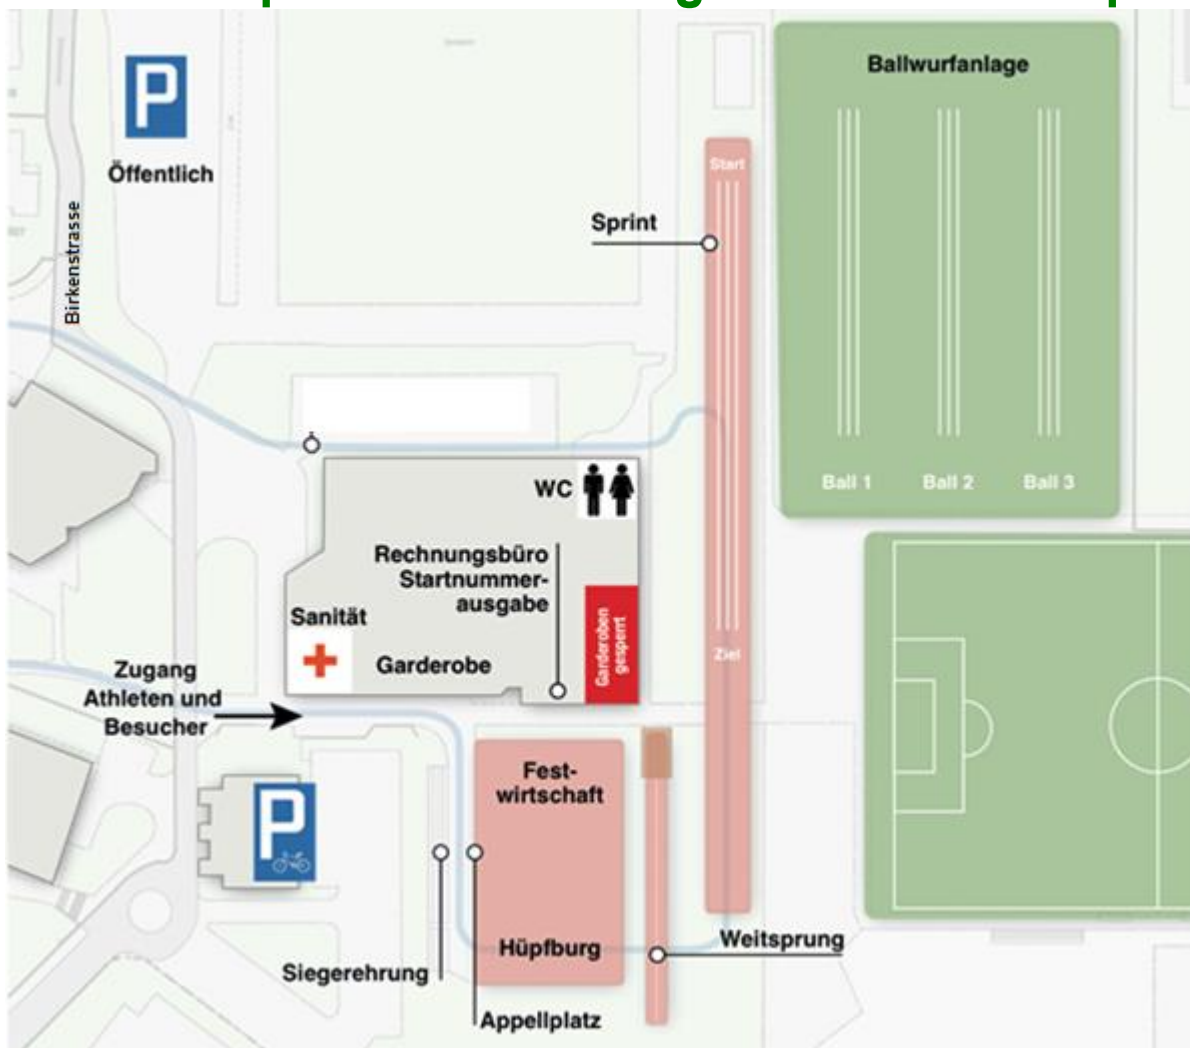 P
Öffentlich
Birkenstrasse
Ballwurfanlage
Start
Sprint
Ball 1
Ball 2
Ball 3
WC
Rechnungsbüro
Startnummer-
ausgabe
Sanität
Garderobe
Garderoben
gesperrt
Ziel
Zugang
Athleten und
Besucher
P
Fest-
wirtschaft
Hüpfburg
Weitsprung
Siegerehrung
Appellplatz